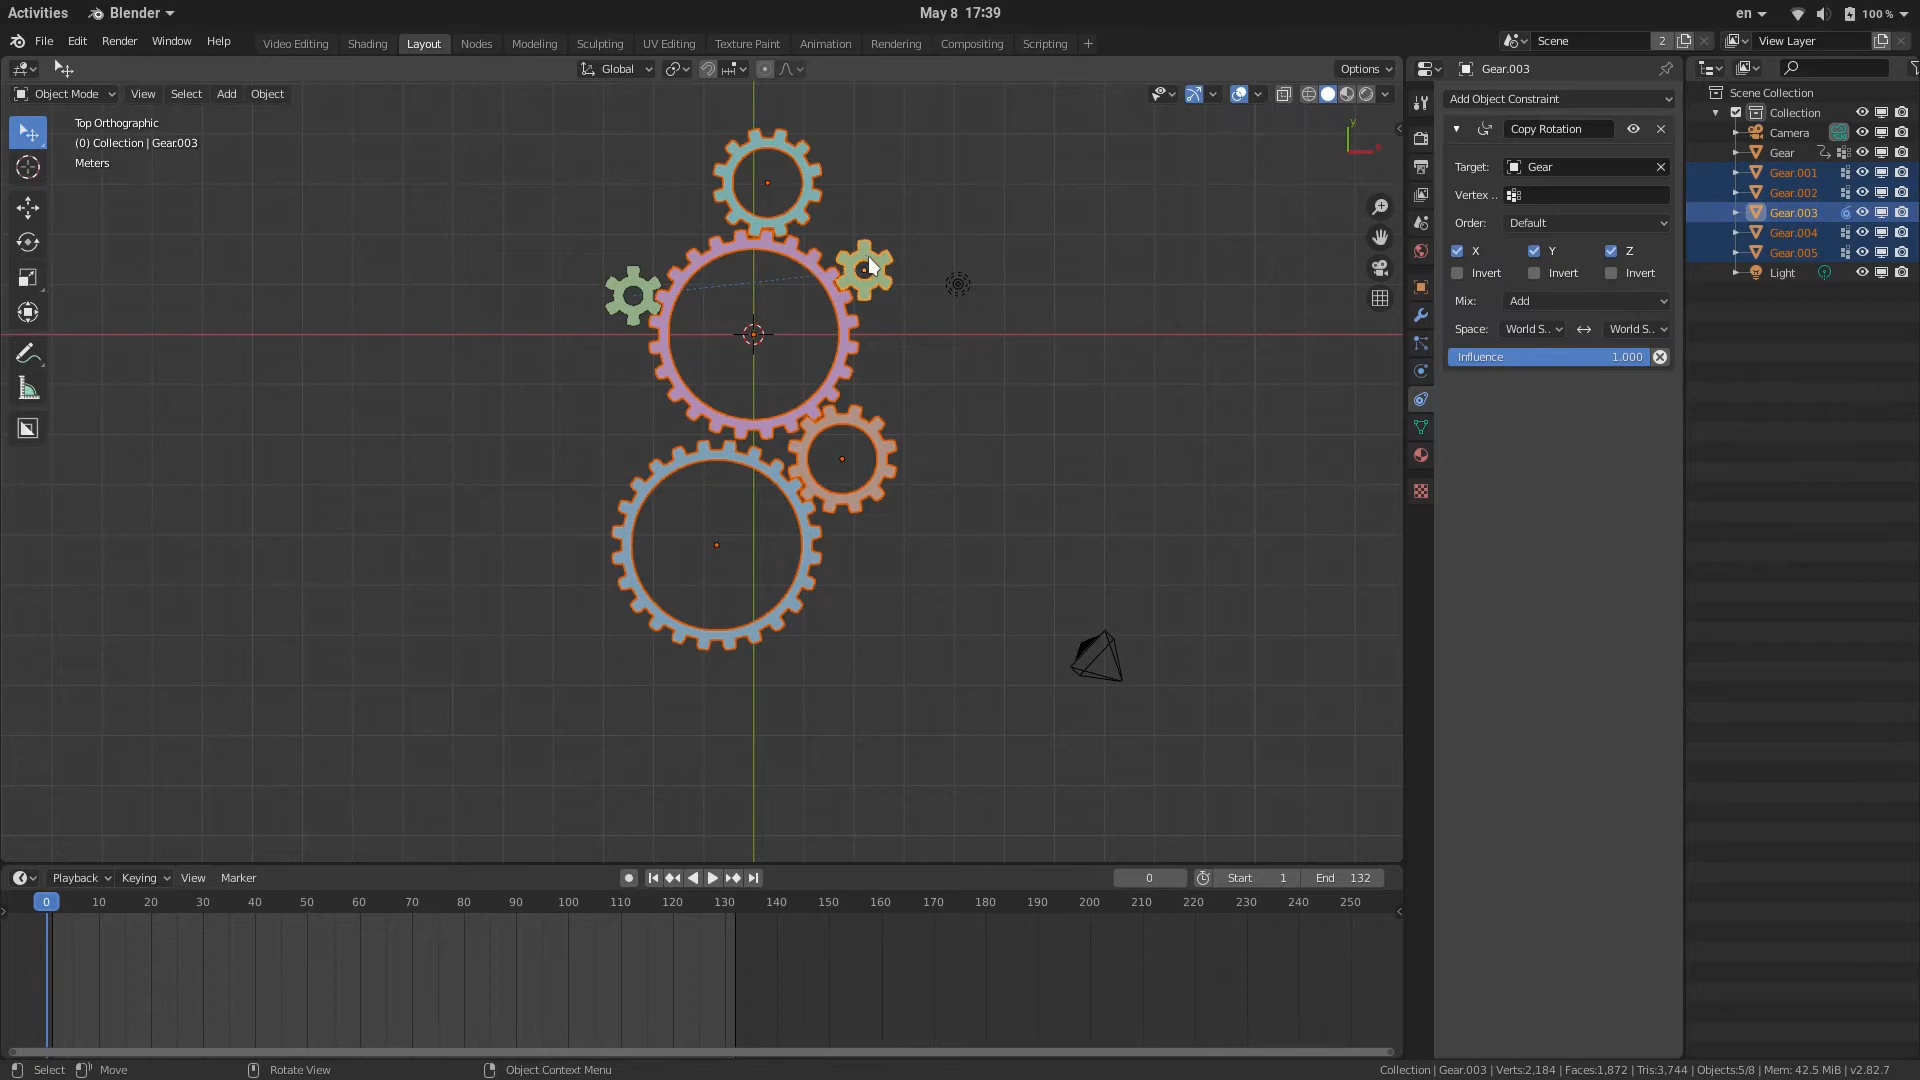 Activities Blender May 8 17:39 en 100 %
File Edit Render Window Help Video Editing Shading Layout Nodes Modeling Sculpting UV Editing Texture Paint Animation Rendering Compositing Scripting + Scene 2 View Layer
Global Options Gear.003
Object Mode View Select Add Object Add Object Constraint Scene Collection
Top Orthographic
(0) Collection | Gear.003
Meters
y
x
Copy Rotation
Target: Gear
Vertex ..
Order: Default
X Y Z
Invert Invert Invert
Mix: Add
Space: World S.. World S..
Influence 1.000
Collection
Camera
Gear
Gear.001
Gear.002
Gear.003
Gear.004
Gear.005
Light
Playback Keying View Marker 0 Start 1 End 132
0 10 20 30 40 50 60 70 80 90 100 110 120 130 140 150 160 170 180 190 200 210 220 230 240 250
Select Move Rotate View Object Context Menu Collection | Gear.003 | Verts:2,184 | Faces:1,872 | Tris:3,744 | Objects:5/8 | Mem: 42.5 MiB | v2.82.7